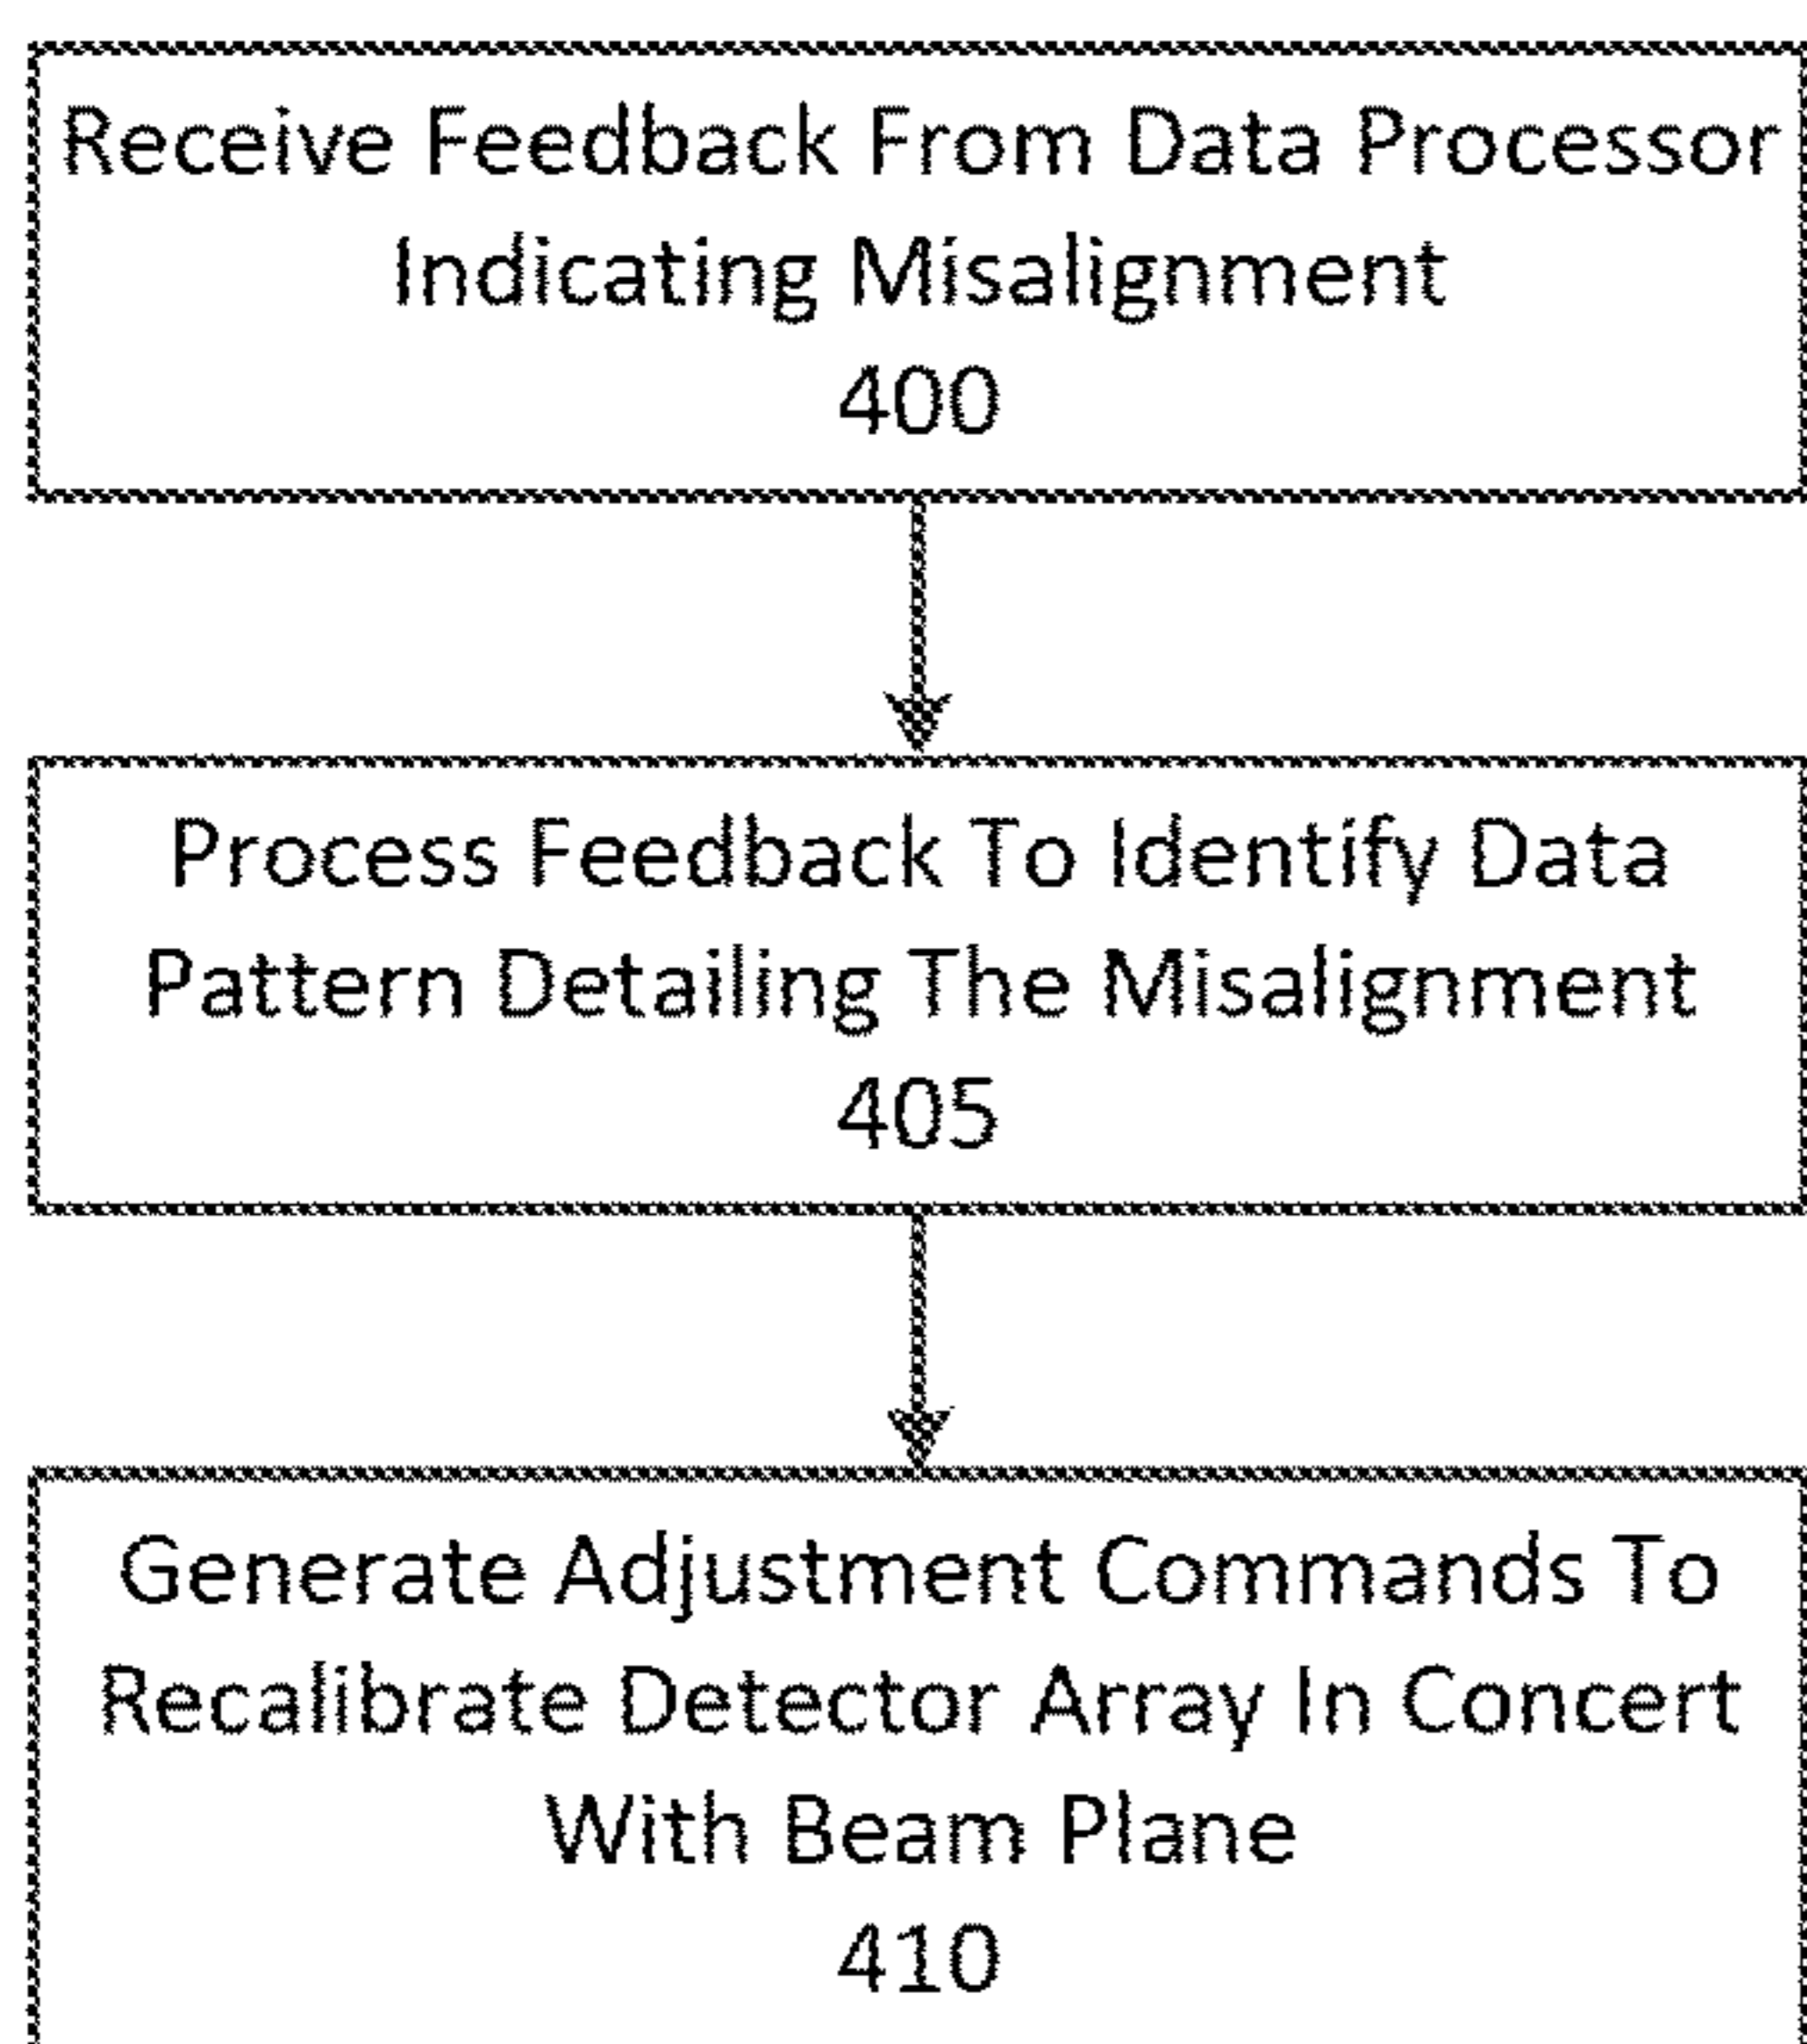 Receive Feedback From Data Processor
Indicating Misalignment
400
Process Feedback To Identify Data
Pattern Detailing The Misalignment
405
Generate Adjustment Commands To
Recalibrate Detector Array In Concert
With Beam Plane
410